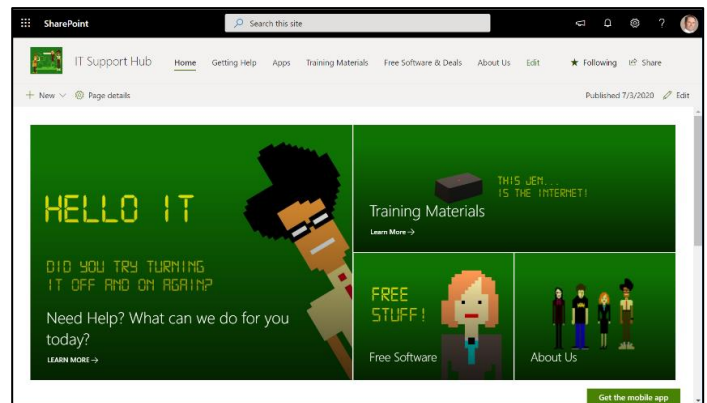 SharePoint
Search this site
?
IT Support Hub
Home
Getting Help
Apps
Training Materials
Free Software & Deals
About Us
Edit
Following
Share
New
Page details
Published 7/3/2020
Edit
HELLO IT
DID YOU TRY TURNING
IT OFF AND ON AGAIN?
Need Help? What can we do for you
today?
LEARN MORE →
THIS JEN...
IS THE INTERNET!
Training Materials
Learn More →
FREE
STUFF!
Free Software
About Us
Get the mobile app